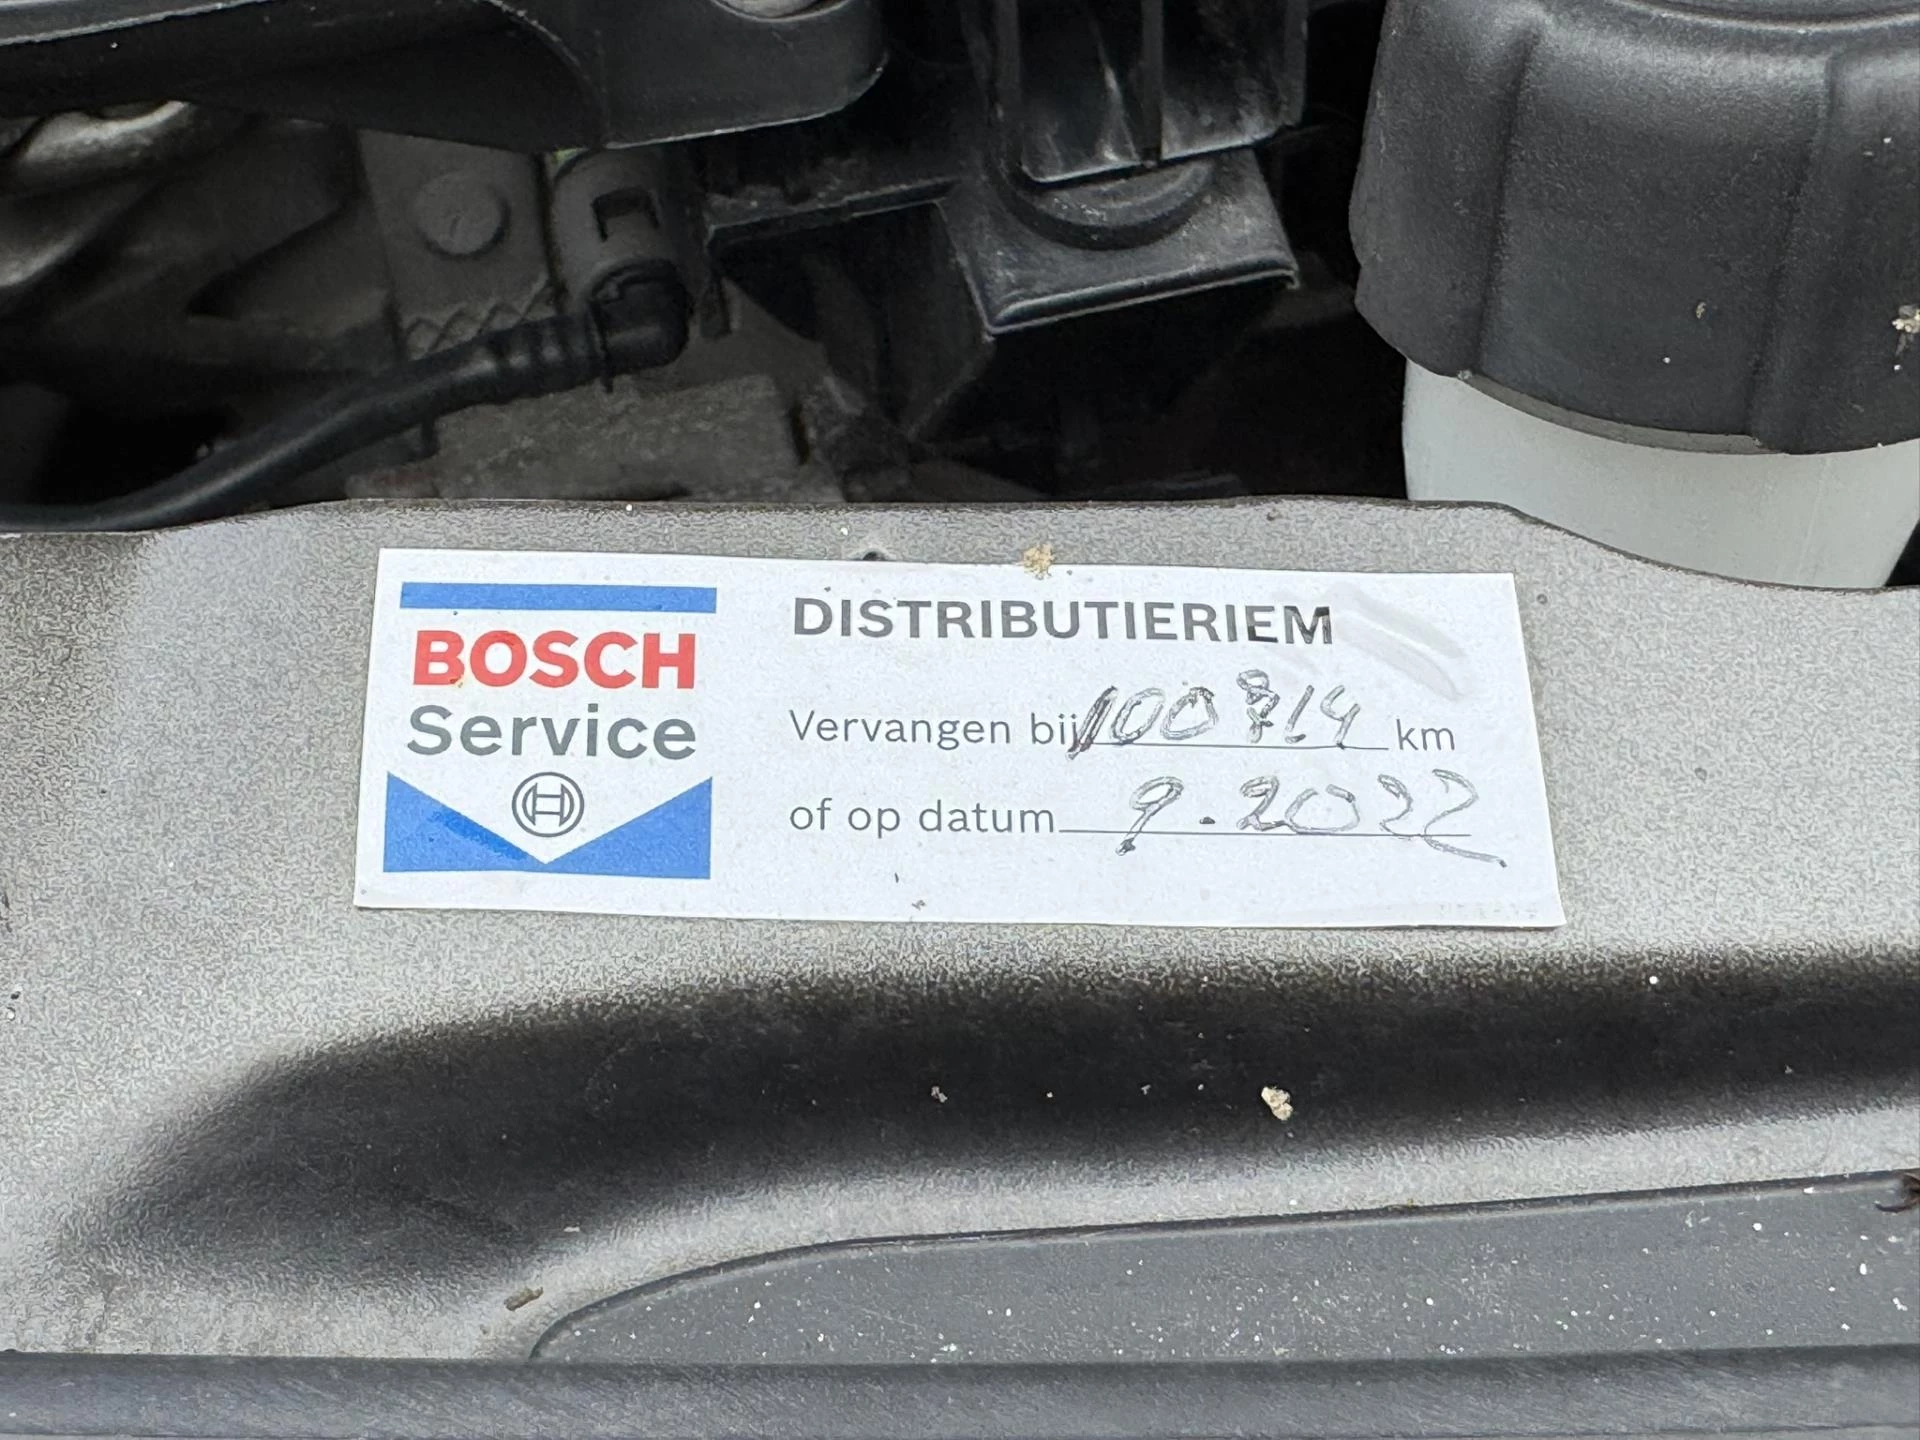 BOSCH
Service
DISTRIBUTIERIEM
Vervangen bij 100814 km
of op datum 9.2022